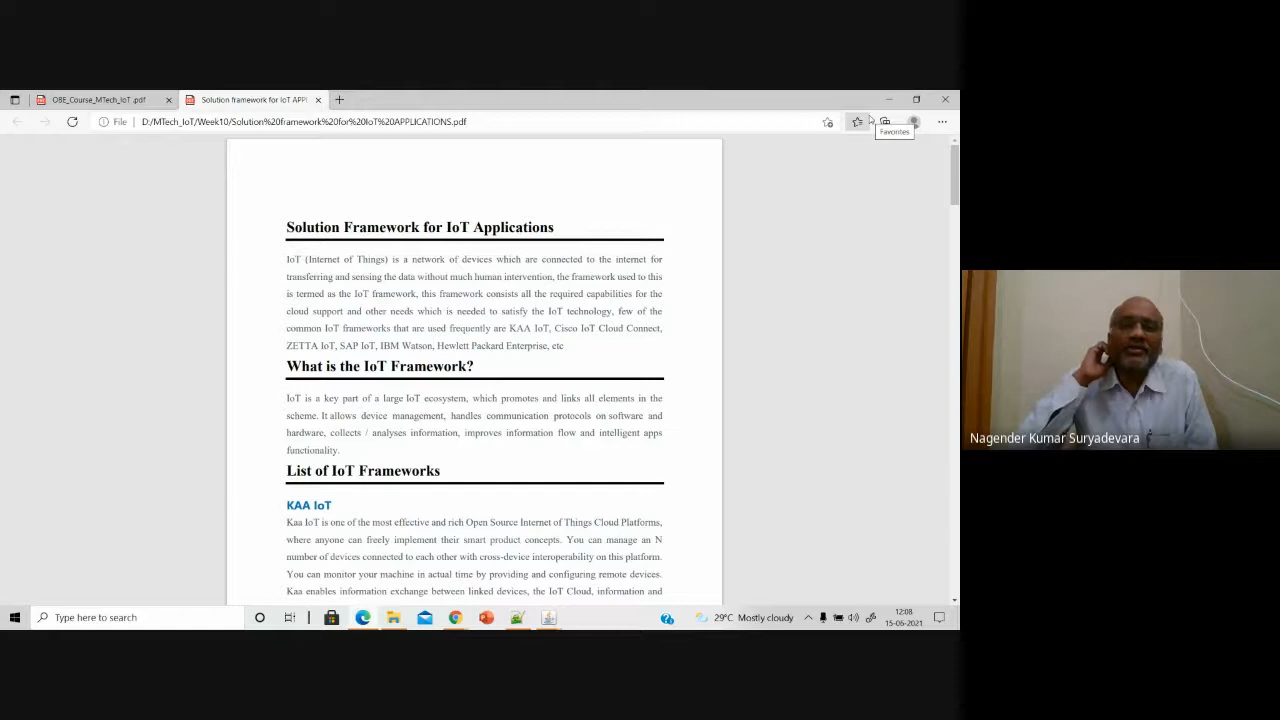 OBE_Course_MTech_IoT .pdf
Solution framework for IoT APPL
File
D:/MTech_IoT/Week10/Solution%20framework%20for%20IoT%20APPLICATIONS.pdf
Favorites
Solution Framework for IoT Applications
IoT (Internet of Things) is a network of devices which are connected to the internet for
transferring and sensing the data without much human intervention, the framework used to this
is termed as the IoT framework, this framework consists all the required capabilities for the
cloud support and other needs which is needed to satisfy the IoT technology, few of the
common IoT frameworks that are used frequently are KAA IoT, Cisco IoT Cloud Connect,
ZETTA IoT, SAP IoT, IBM Watson, Hewlett Packard Enterprise, etc
What is the IoT Framework?
IoT is a key part of a large IoT ecosystem, which promotes and links all elements in the
scheme. It allows device management, handles communication protocols on software and
hardware, collects / analyses information, improves information flow and intelligent apps
functionality.
List of IoT Frameworks
KAA IoT
Kaa IoT is one of the most effective and rich Open Source Internet of Things Cloud Platforms,
where anyone can freely implement their smart product concepts. You can manage an N
number of devices connected to each other with cross-device interoperability on this platform.
You can monitor your machine in actual time by providing and configuring remote devices.
Kaa enables information exchange between linked devices, the IoT Cloud, information and
Nagender Kumar Suryadevara
Type here to search
29°C Mostly cloudy
12:08
15-06-2021